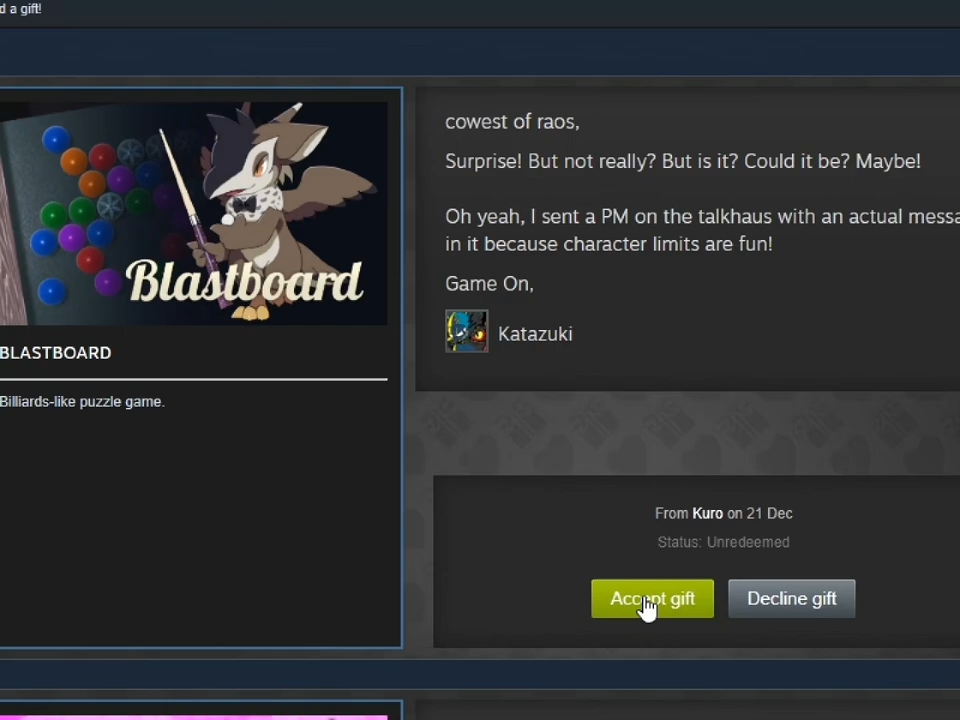 d a gift!
Blastboard
BLASTBOARD
Billiards-like puzzle game.
cowest of raos,
Surprise! But not really? But is it? Could it be? Maybe!
Oh yeah, I sent a PM on the talkhaus with an actual messa
in it because character limits are fun!
Game On,
Katazuki
From Kuro on 21 Dec
Status: Unredeemed
Accept gift
Decline gift